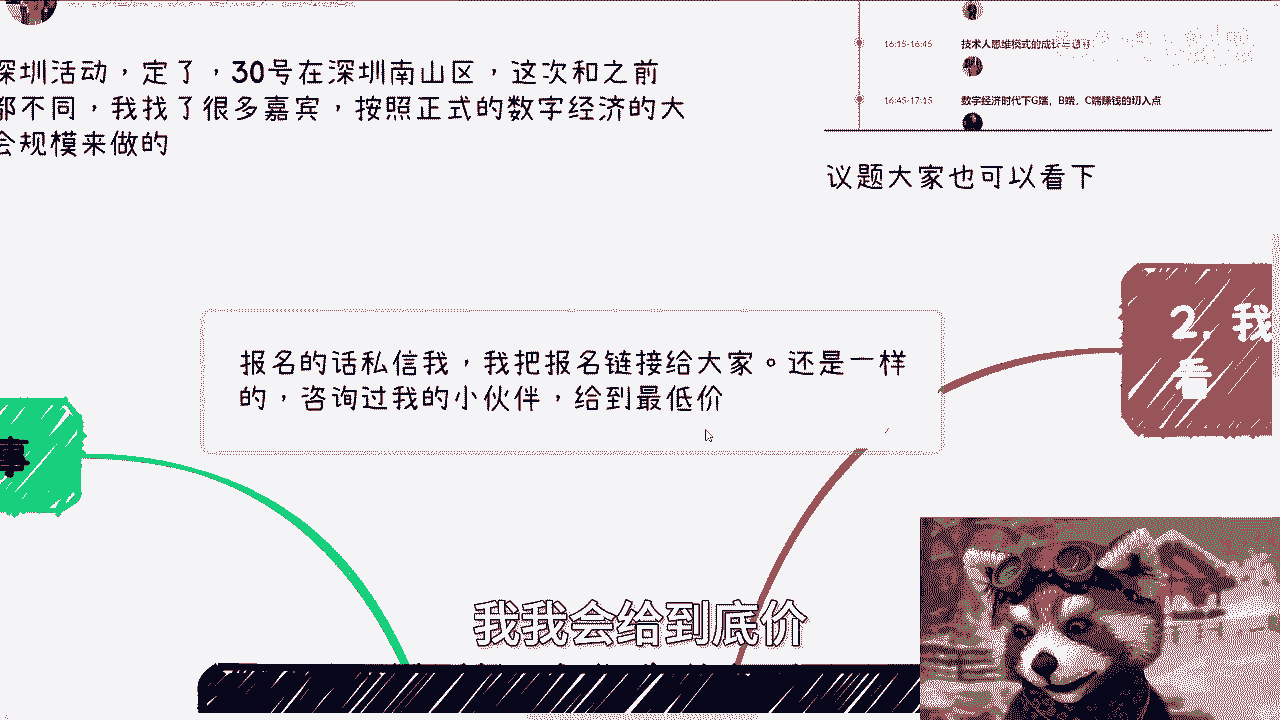 深圳活动，定了，30号在深圳南山区，这次和之前
都不同，我找了很多嘉宾，按照正式的数字经济的大
会规模来做的
16:15-16:45 技术人思维模式的成
16:45-17:15 数字经济时代下G端，B端，C端赚钱的切入点
议题大家也可以看下
报名的话私信我，我把报名链接给大家。还是一样
的，咨询过我的小伙伴，给到最低价
2. 我
看
事
我我会给到底价